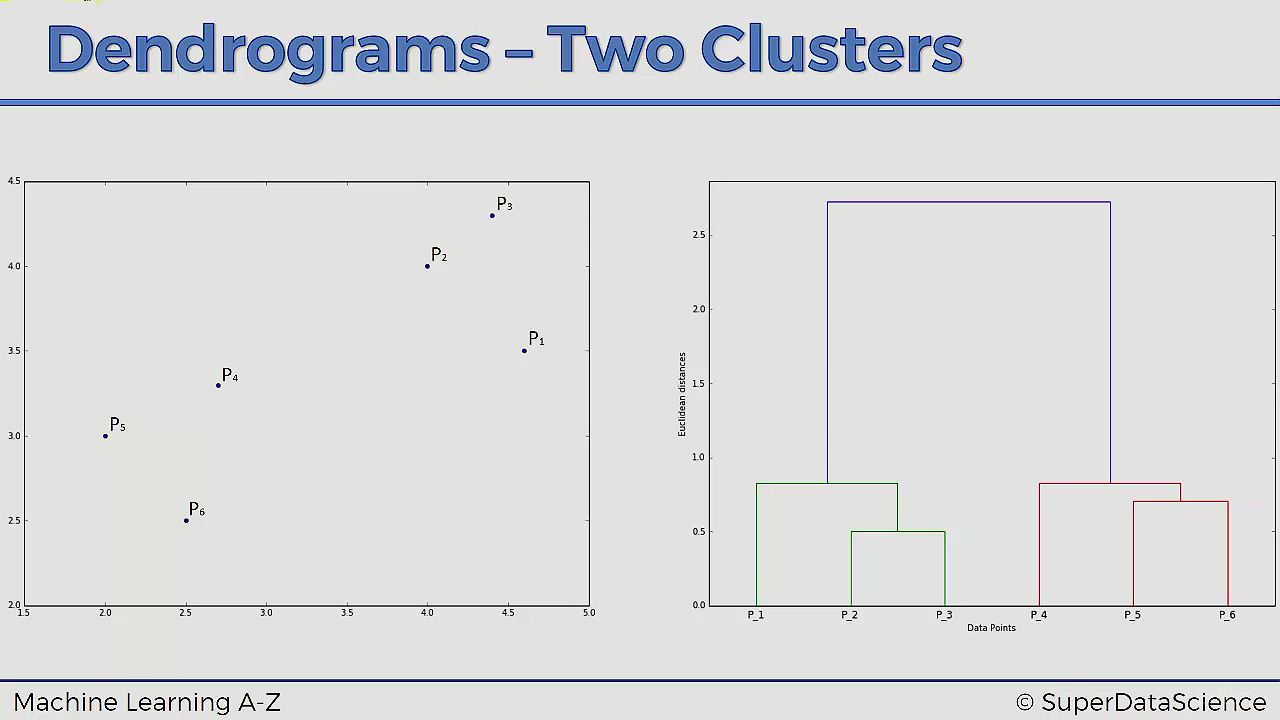 Dendrograms – Two Clusters
4.5
4.0
3.5
3.0
2.5
2.0
1.5 2.0 2.5 3.0 3.5 4.0 4.5 5.0
P₃
P₂
P₁
P₄
P₅
P₆
2.5
2.0
1.5
1.0
0.5
0.0
Euclidean distances
P_1 P_2 P_3 P_4 P_5 P_6
Data Points
Machine Learning A-Z
© SuperDataScience